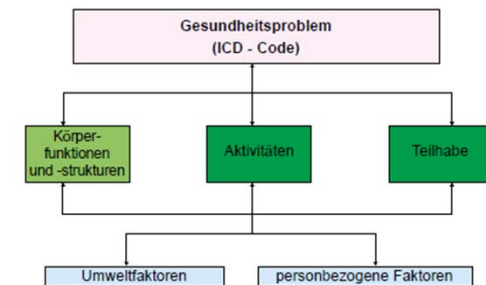 Gesundheitsproblem
(ICD - Code)
Körper-
funktionen
und -strukturen
Aktivitäten
Teilhabe
Umweltfaktoren
personbezogene Faktoren